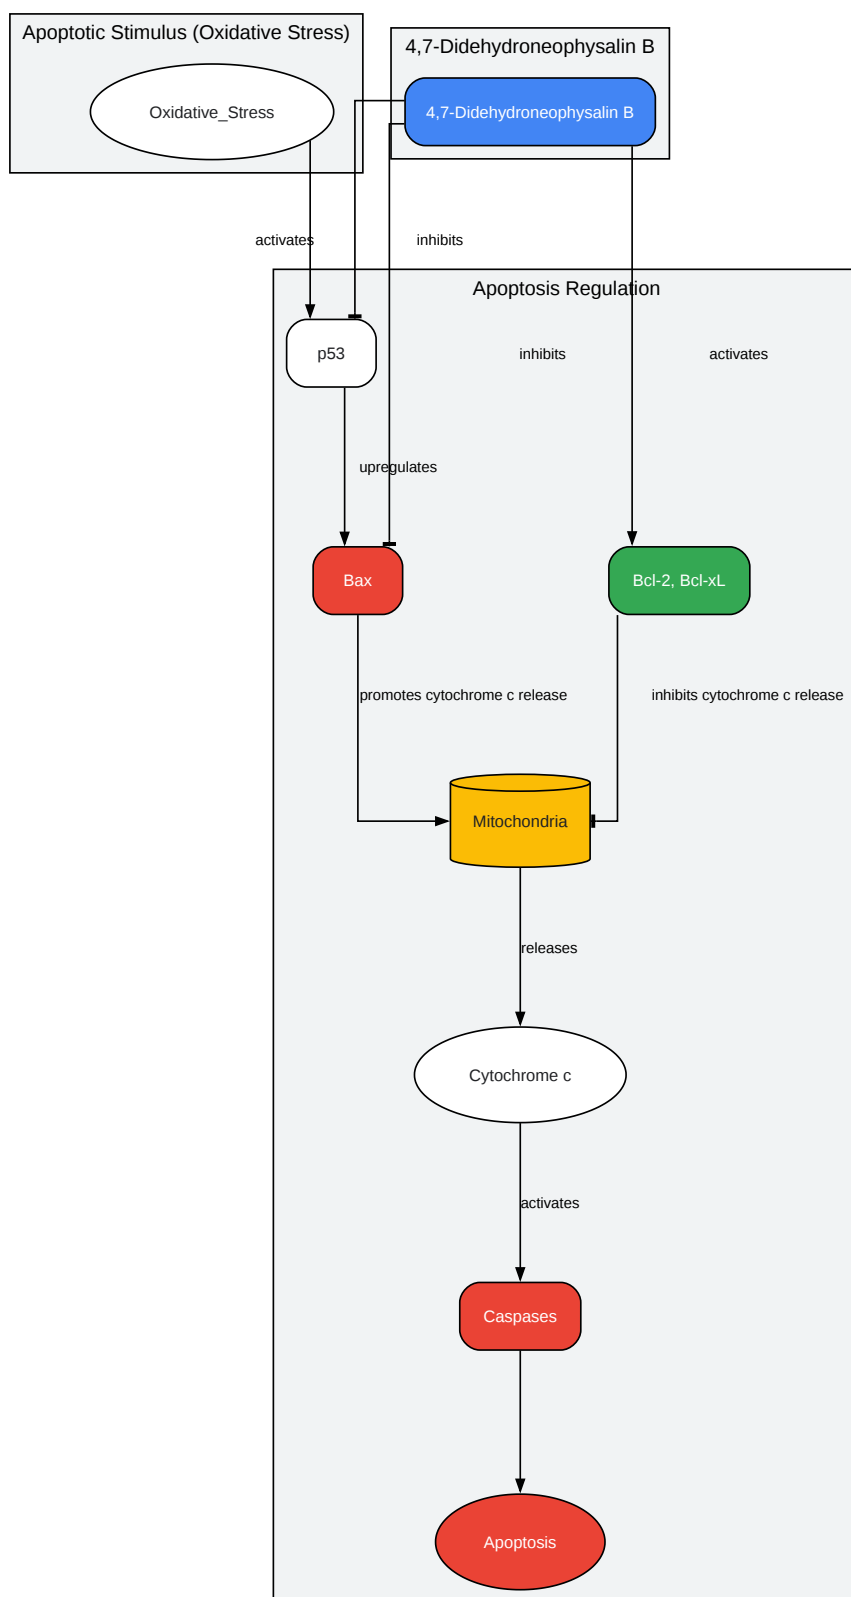 Apoptotic Stimulus (Oxidative Stress)
4,7-Didehydroneophysalin B
Oxidative_Stress
4,7-Didehydroneophysalin B
activates
inhibits
Apoptosis Regulation
p53
inhibits
activates
upregulates
Bax
Bcl-2, Bcl-xL
promotes cytochrome c release
inhibits cytochrome c release
Mitochondria
releases
Cytochrome c
activates
Caspases
Apoptosis